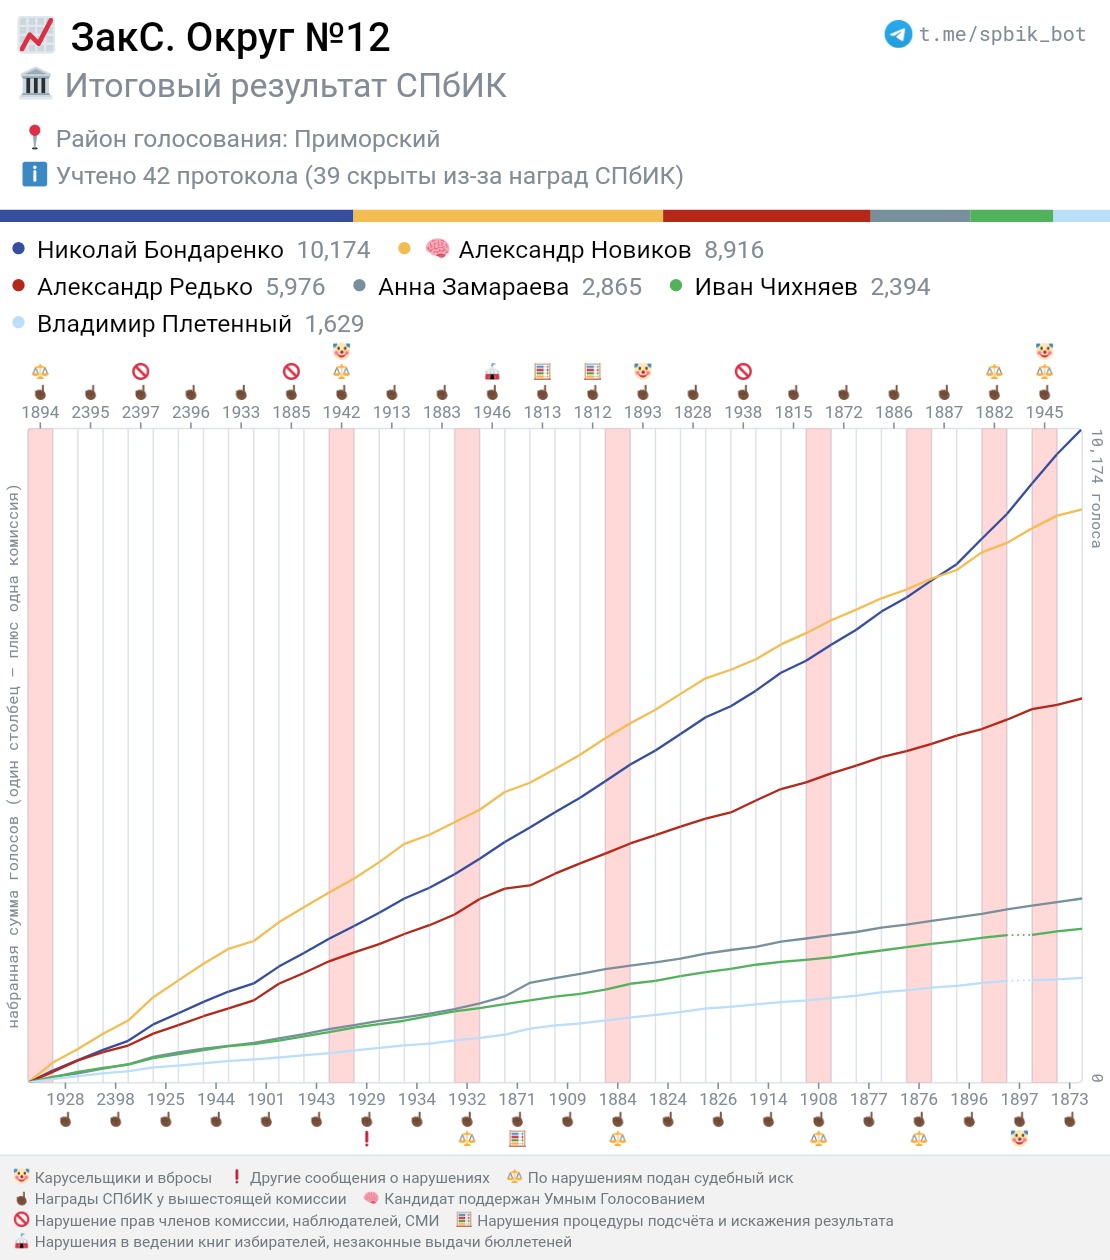 ЗакС. Округ №12
t.me/spbik_bot
Итоговый результат СПбИК
Район голосования: Приморский
Учтено 42 протокола (39 скрыты из-за наград СПбИК)
Николай Бондаренко 10,174 Александр Новиков 8,916
Александр Редько 5,976 Анна Замараева 2,865 Иван Чихняев 2,394
Владимир Плетенный 1,629
1894 2395 2397 2396 1933 1885 1942 1913 1883 1946 1813 1812 1893 1828 1938 1815 1872 1886 1887 1882 1945
10,174 голоса
набранная сумма голосов (один столбец — плюс одна комиссия)
0
1928 2398 1925 1944 1901 1943 1929 1934 1932 1871 1909 1884 1824 1826 1914 1908 1877 1876 1896 1897 1873
Карусельщики и вбросы Другие сообщения о нарушениях По нарушениям подан судебный иск
Награды СПбИК у вышестоящей комиссии Кандидат поддержан Умным Голосованием
Нарушение прав членов комиссии, наблюдателей, СМИ Нарушения процедуры подсчёта и искажения результата
Нарушения в ведении книг избирателей, незаконные выдачи бюллетеней